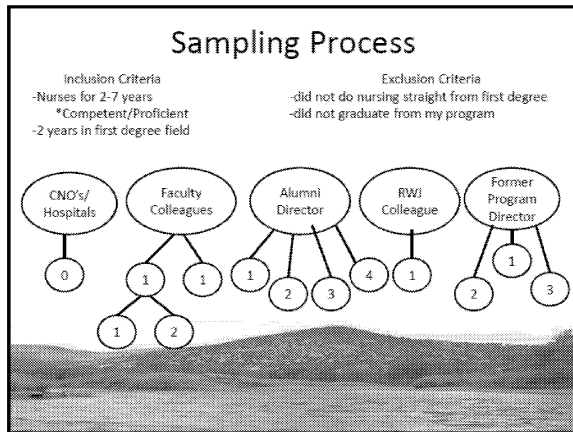 Sampling Process
Inclusion Criteria
-Nurses for 2-7 years
*Competent/Proficient
-2 years in first degree field
Exclusion Criteria
-did not do nursing straight from first degree
-did not graduate from my program
CNO's/
Hospitals
Faculty
Colleagues
Alumni
Director
RWJ
Colleague
Former
Program
Director
0
1
1
1
2
1
2
3
4
1
2
1
3